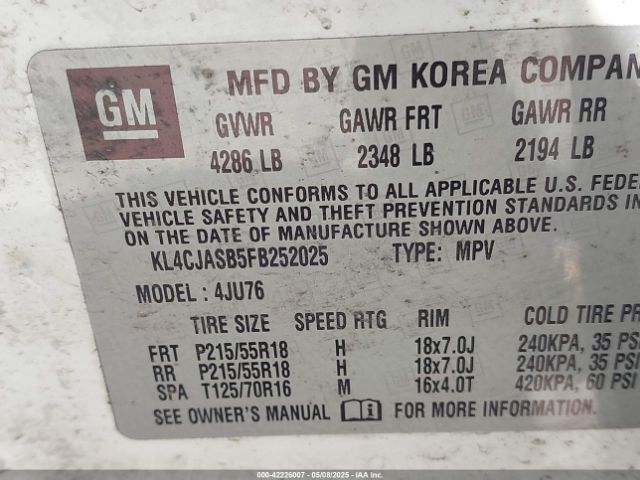 GM
MFD BY GM KOREA COMPAN
GVWR GAWR FRT GAWR RR
4286 LB 2348 LB 2194 LB
THIS VEHICLE CONFORMS TO ALL APPLICABLE U.S. FEDE
VEHICLE SAFETY AND THEFT PREVENTION STANDARDS IN
ON THE DATE OF MANUFACTURE SHOWN ABOVE.
KL4CJASB5FB252025 TYPE: MPV
MODEL : 4JU76
TIRE SIZE SPEED RTG RIM COLD TIRE PR
FRT P215/55R18 H 18x7.0J 240KPA, 35 PSI
RR P215/55R18 H 18x7.0J 240KPA, 35 PSI
SPA T125/70R16 M 16x4.0T 420KPA, 60 PSI
SEE OWNER'S MANUAL FOR MORE INFORMATION.
000-42226007 - 05/08/2025 - IAAI.COM